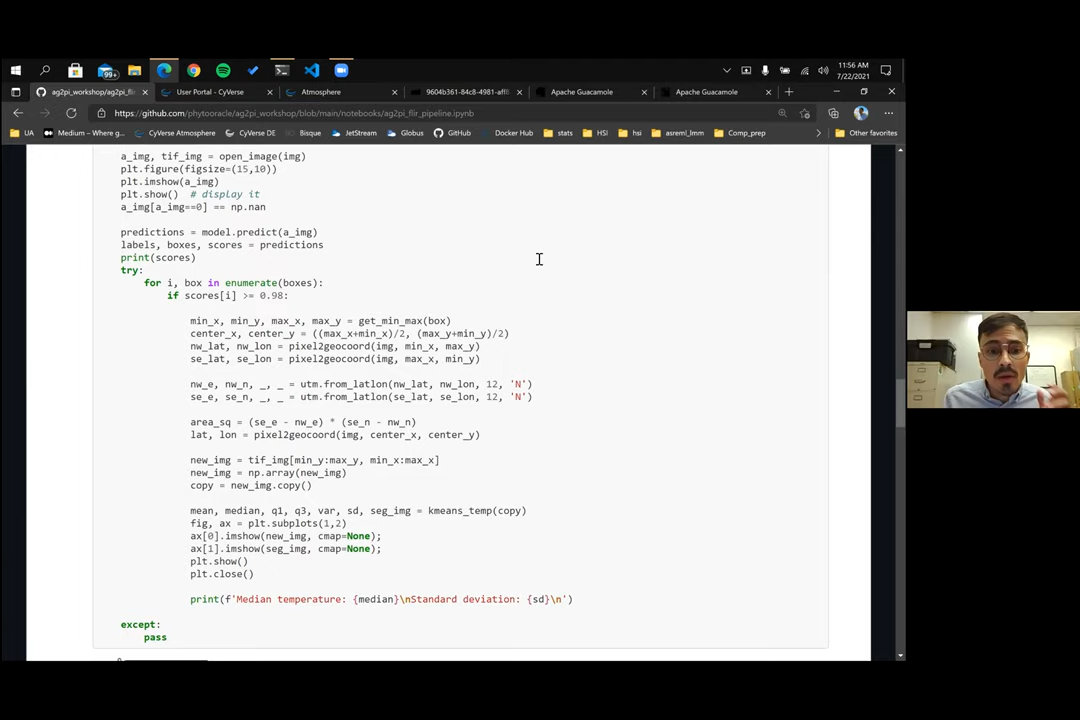 99+
11:56 AM
7/22/2021
ag2pi_workshop/ag2pi_fli
User Portal - CyVerse
Atmosphere
9604b361-84c8-4981-aff8
Apache Guacamole
Apache Guacamole
https://github.com/phytooracle/ag2pi_workshop/blob/main/notebooks/ag2pi_flir_pipeline.ipynb
UA
Medium – Where g...
CyVerse Atmosphere
CyVerse DE
Bisque
JetStream
Globus
GitHub
Docker Hub
stats
HSI
hsi
asreml_html
Comp_prep
Other favorites
a_img, tif_img = open_image(img)
plt.figure(figsize=(15,10))
plt.imshow(a_img)
plt.show()  # display it
a_img[a_img==0] == np.nan
predictions = model.predict(a_img)
labels, boxes, scores = predictions
print(scores)
try:
for i, box in enumerate(boxes):
if scores[i] >= 0.98:
min_x, min_y, max_x, max_y = get_min_max(box)
center_x, center_y = ((max_x+min_x)/2, (max_y+min_y)/2)
nw_lat, nw_lon = pixel2geocoord(img, min_x, max_y)
se_lat, se_lon = pixel2geocoord(img, max_x, min_y)
nw_e, nw_n, _, _ = utm.from_latlon(nw_lat, nw_lon, 12, 'N')
se_e, se_n, _, _ = utm.from_latlon(se_lat, se_lon, 12, 'N')
area_sq = (se_e - nw_e) * (se_n - nw_n)
lat, lon = pixel2geocoord(img, center_x, center_y)
new_img = tif_img[min_y:max_y, min_x:max_x]
new_img = np.array(new_img)
copy = new_img.copy()
mean, median, q1, q3, var, sd, seg_img = kmeans_temp(copy)
fig, ax = plt.subplots(1,2)
ax[0].imshow(new_img, cmap=None);
ax[1].imshow(seg_img, cmap=None);
plt.show()
plt.close()
print(f'Median temperature: {median}\nStandard deviation: {sd}\n')
except:
pass